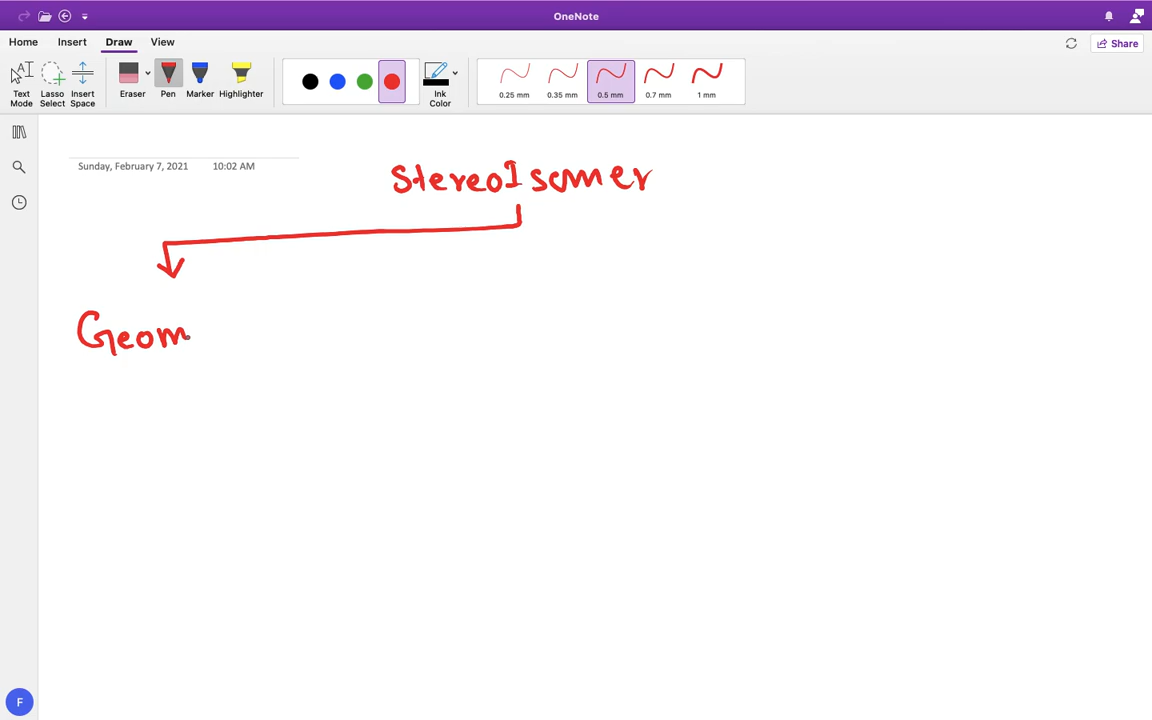 OneNote
Home Insert Draw View
Share
Text Mode
Lasso Select
Insert Space
Eraser
Pen
Marker
Highlighter
Ink Color
0.25 mm
0.35 mm
0.5 mm
0.7 mm
1 mm
Sunday, February 7, 2021 10:02 AM
StereoIsomer
Geom
F